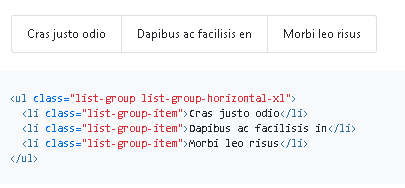 Cras justo odio Dapibus ac facilisis en Morbi leo risus
<ul class="list-group list-group-horizontal-xl">
<li class="list-group-item">Cras justo odio</li>
<li class="list-group-item">Dapibus ac facilisis in</li>
<li class="list-group-item">Morbi leo risus</li>
</ul>